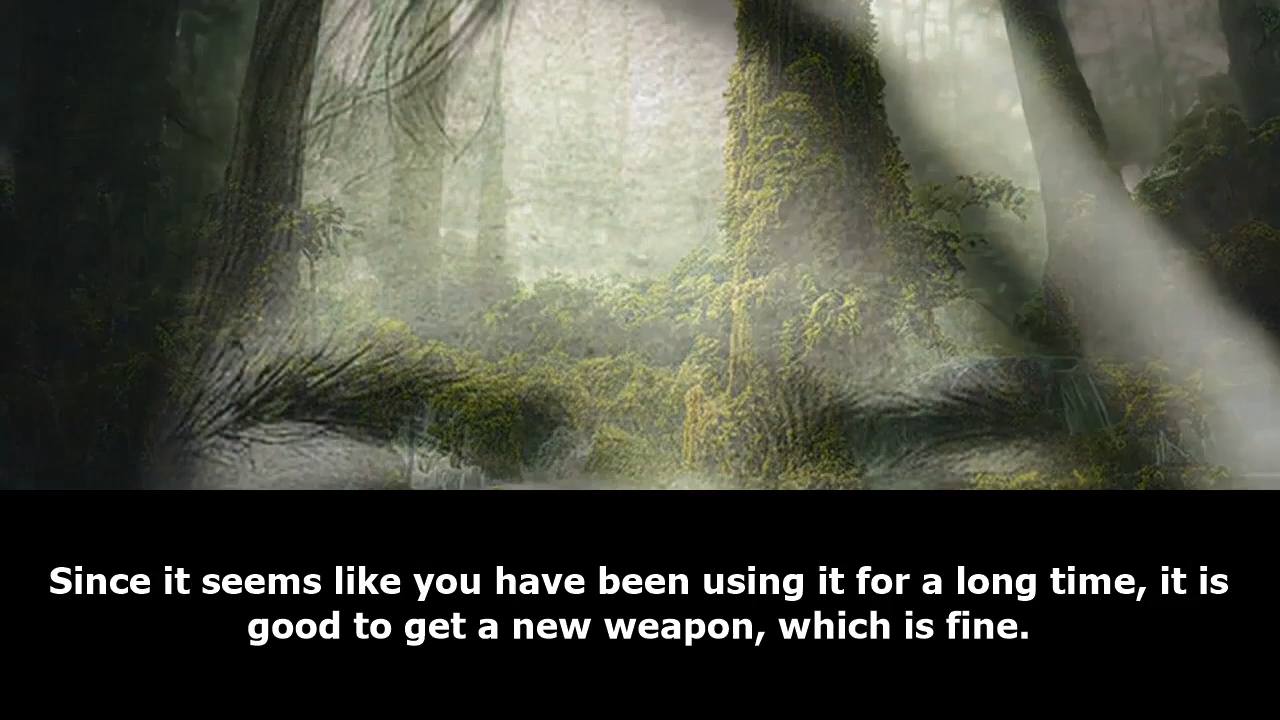 Since it seems like you have been using it for a long time, it is
good to get a new weapon, which is fine.